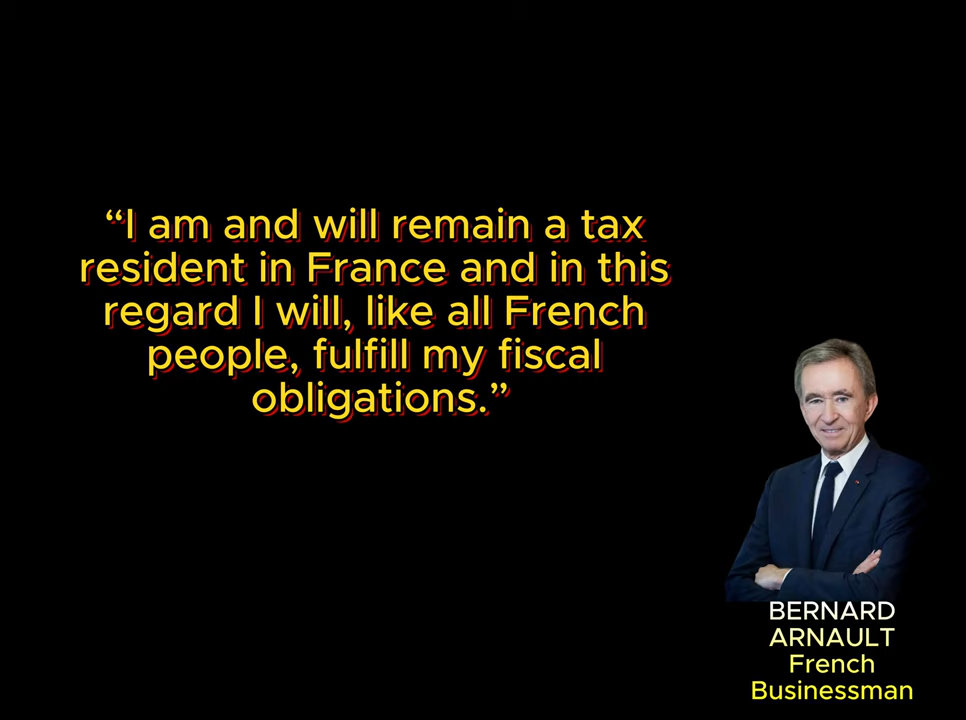 “I am and will remain a tax
resident in France and in this
regard I will, like all French
people, fulfill my fiscal
obligations.”
BERNARD
ARNAULT
French
Businessman